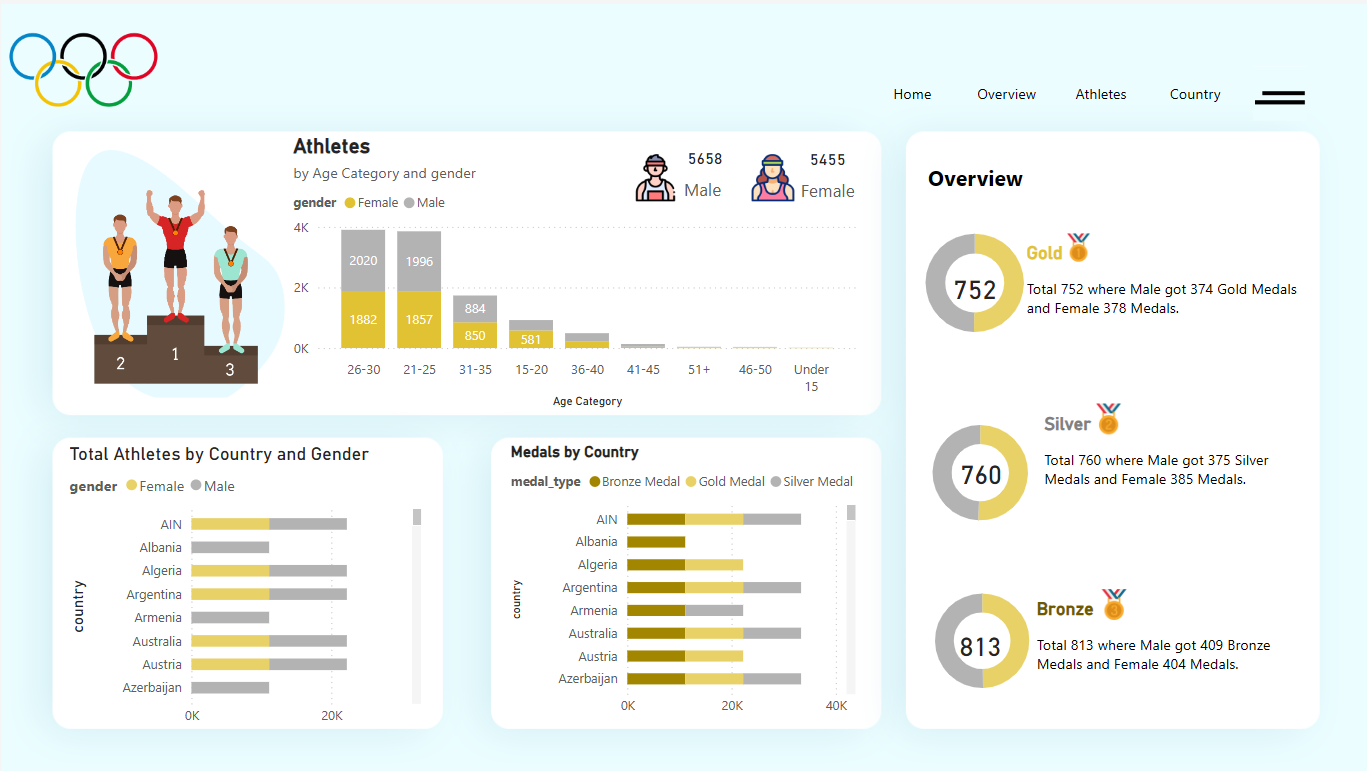 Home Overview Athletes Country
Athletes
by Age Category and gender
gender Female Male
5658
Male
5455
Female
4K
2K
0K
2020
1996
884
1882
1857
850
581
26-30 21-25 31-35 15-20 36-40 41-45 51+ 46-50 Under
15
Age Category
2
1
3
Total Athletes by Country and Gender
gender Female Male
country
AIN
Albania
Algeria
Argentina
Armenia
Australia
Austria
Azerbaijan
0K 20K
Medals by Country
medal_type Bronze Medal Gold Medal Silver Medal
country
AIN
Albania
Algeria
Argentina
Armenia
Australia
Austria
Azerbaijan
0K 20K 40K
Overview
752
Gold
1
Total 752 where Male got 374 Gold Medals
and Female 378 Medals.
760
Silver
2
Total 760 where Male got 375 Silver
Medals and Female 385 Medals.
813
Bronze
3
Total 813 where Male got 409 Bronze
Medals and Female 404 Medals.